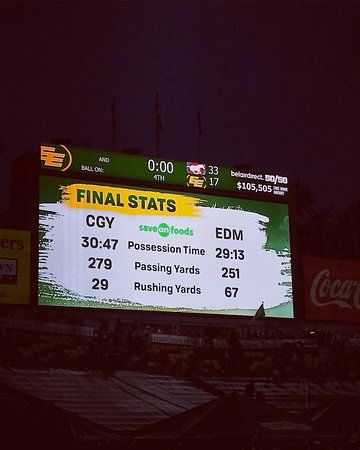 EE
AND
BALL ON:
0:00
4TH
33
17
belairdirect. 50/50
$105,505
FINAL STATS
CGY save on foods EDM
30:47 Possession Time 29:13
279 Passing Yards 251
29 Rushing Yards 67
Coca